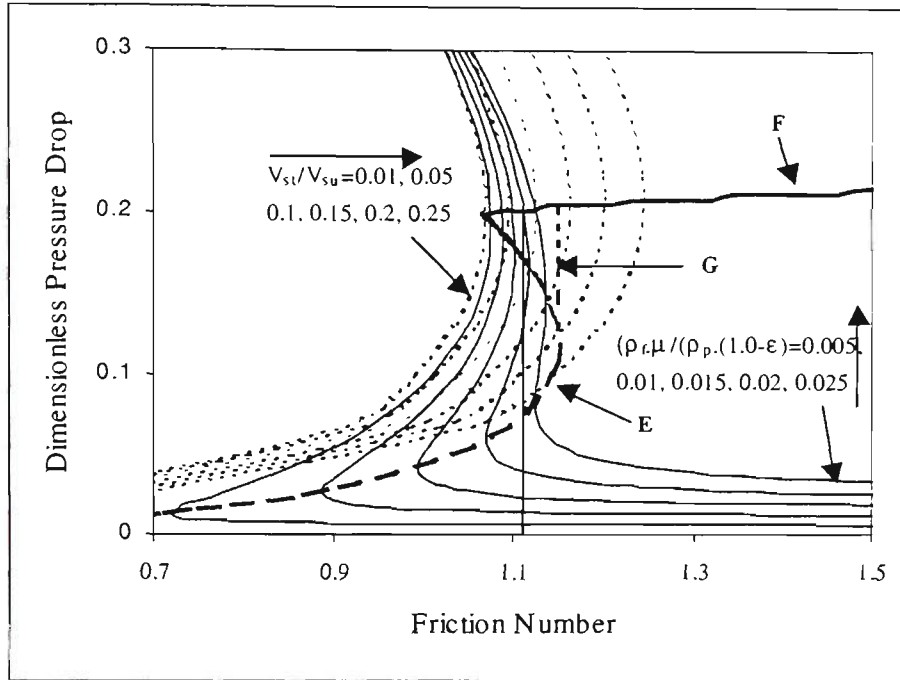 Dimensionless Pressure Drop
0.3
0.2
0.1
0
F
V_st/V_su=0.01, 0.05
0.1, 0.15, 0.2, 0.25
G
(ρ_f.μ/(ρ_p.(1.0-ε)=0.005,
0.01, 0.015, 0.02, 0.025
E
0.7
0.9
1.1
1.3
1.5
Friction Number